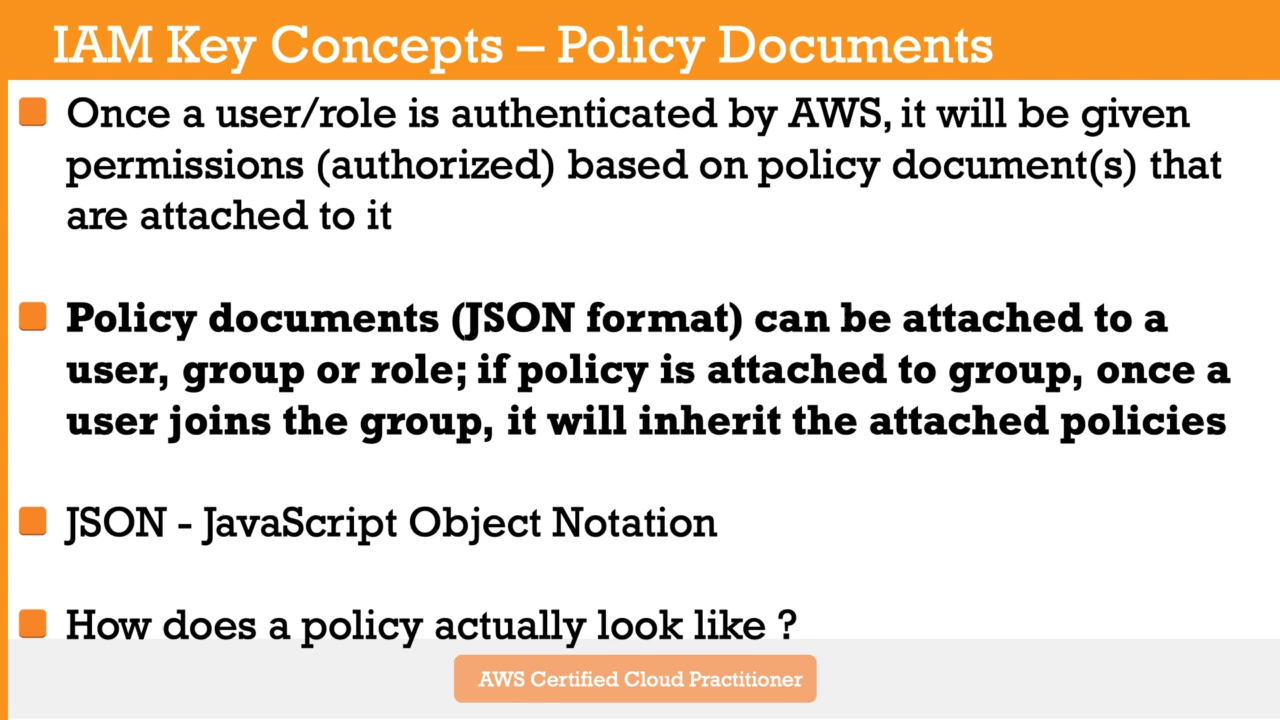 IAM Key Concepts – Policy Documents
Once a user/role is authenticated by AWS, it will be given
permissions (authorized) based on policy document(s) that
are attached to it
Policy documents (JSON format) can be attached to a
user, group or role; if policy is attached to group, once a
user joins the group, it will inherit the attached policies
JSON - JavaScript Object Notation
How does a policy actually look like ?
AWS Certified Cloud Practitioner